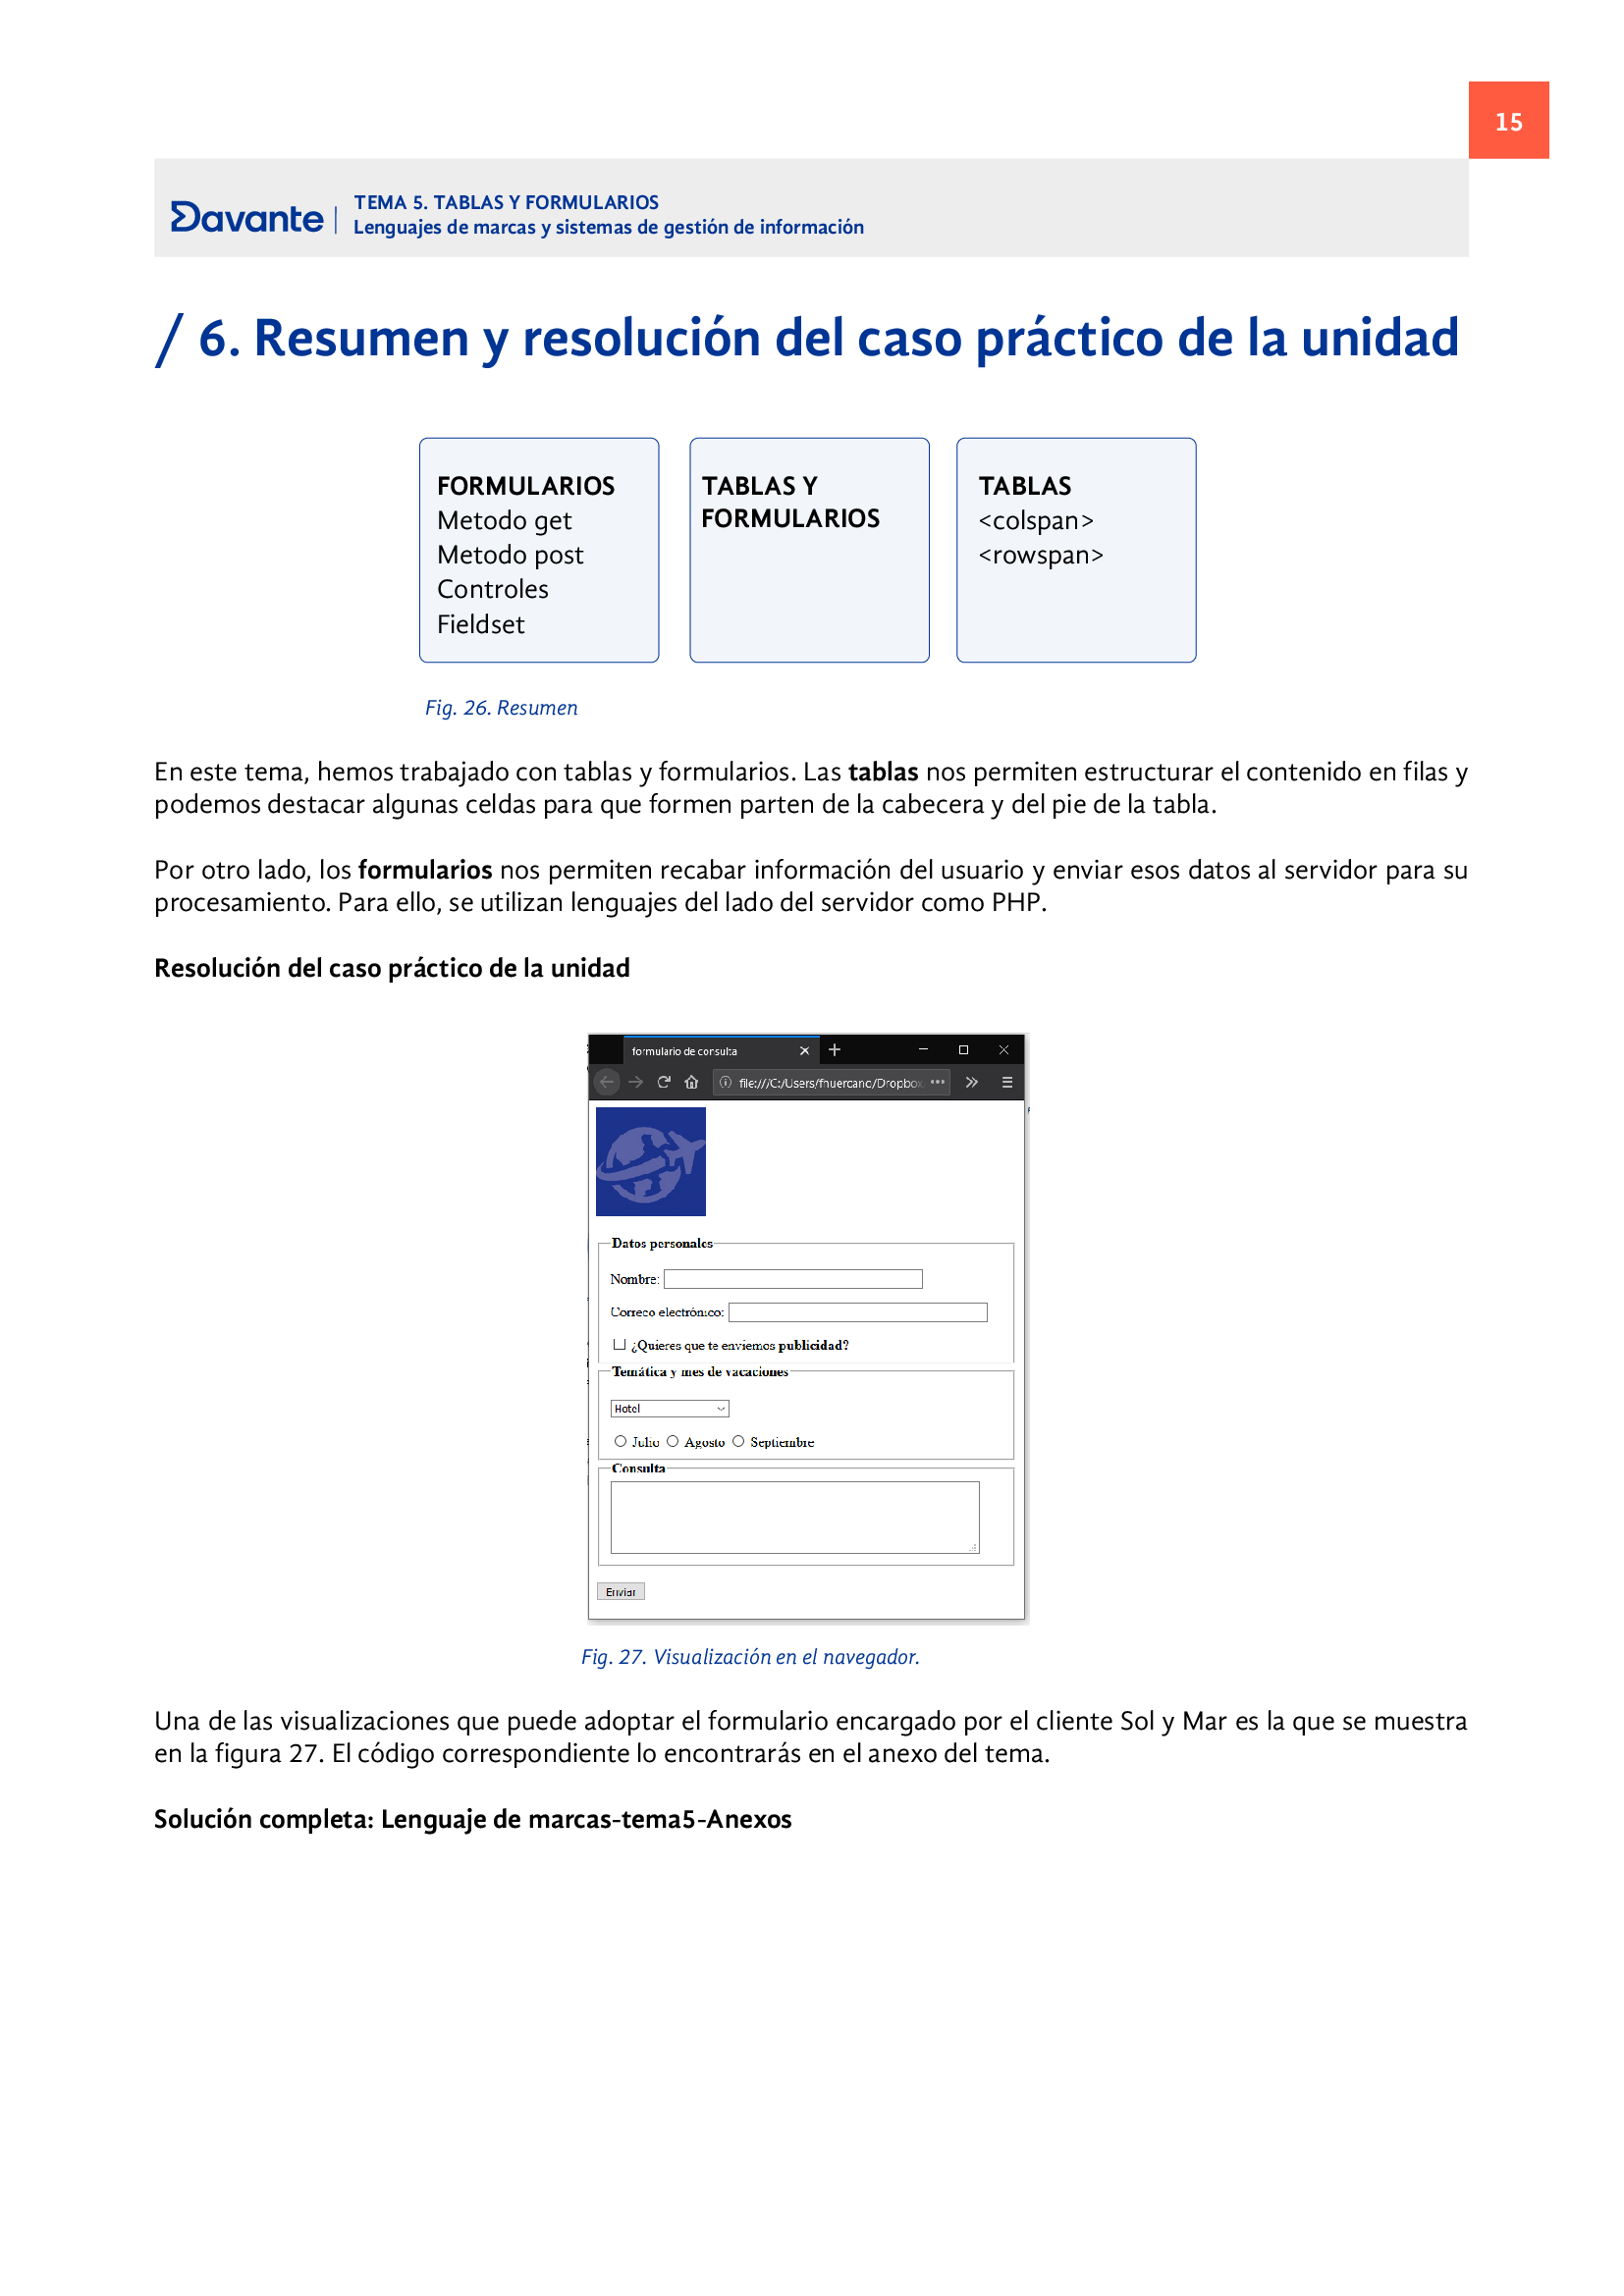 15
Davante
TEMA 5. TABLAS Y FORMULARIOS
Lenguajes de marcas y sistemas de gestión de información
/ 6. Resumen y resolución del caso práctico de la unidad
FORMULARIOS
Metodo get
Metodo post
Controles
Fieldset
TABLAS Y
FORMULARIOS
TABLAS
<colspan>
<rowspan>
Fig. 26. Resumen
En este tema, hemos trabajado con tablas y formularios. Las tablas nos permiten estructurar el contenido en filas y
podemos destacar algunas celdas para que formen parten de la cabecera y del pie de la tabla.
Por otro lado, los formularios nos permiten recabar información del usuario y enviar esos datos al servidor para su
procesamiento. Para ello, se utilizan lenguajes del lado del servidor como PHP.
Resolución del caso práctico de la unidad
formulario de consulta
file:///C:/Users/fhuercano/Dropbox
Datos personales
Nombre:
Correo electrónico:
¿Quieres que te enviemos publicidad?
Temática y mes de vacaciones
Hotel
Julio Agosto Septiembre
Consulta
Enviar
Fig. 27. Visualización en el navegador.
Una de las visualizaciones que puede adoptar el formulario encargado por el cliente Sol y Mar es la que se muestra
en la figura 27. El código correspondiente lo encontrarás en el anexo del tema.
Solución completa: Lenguaje de marcas-tema5-Anexos